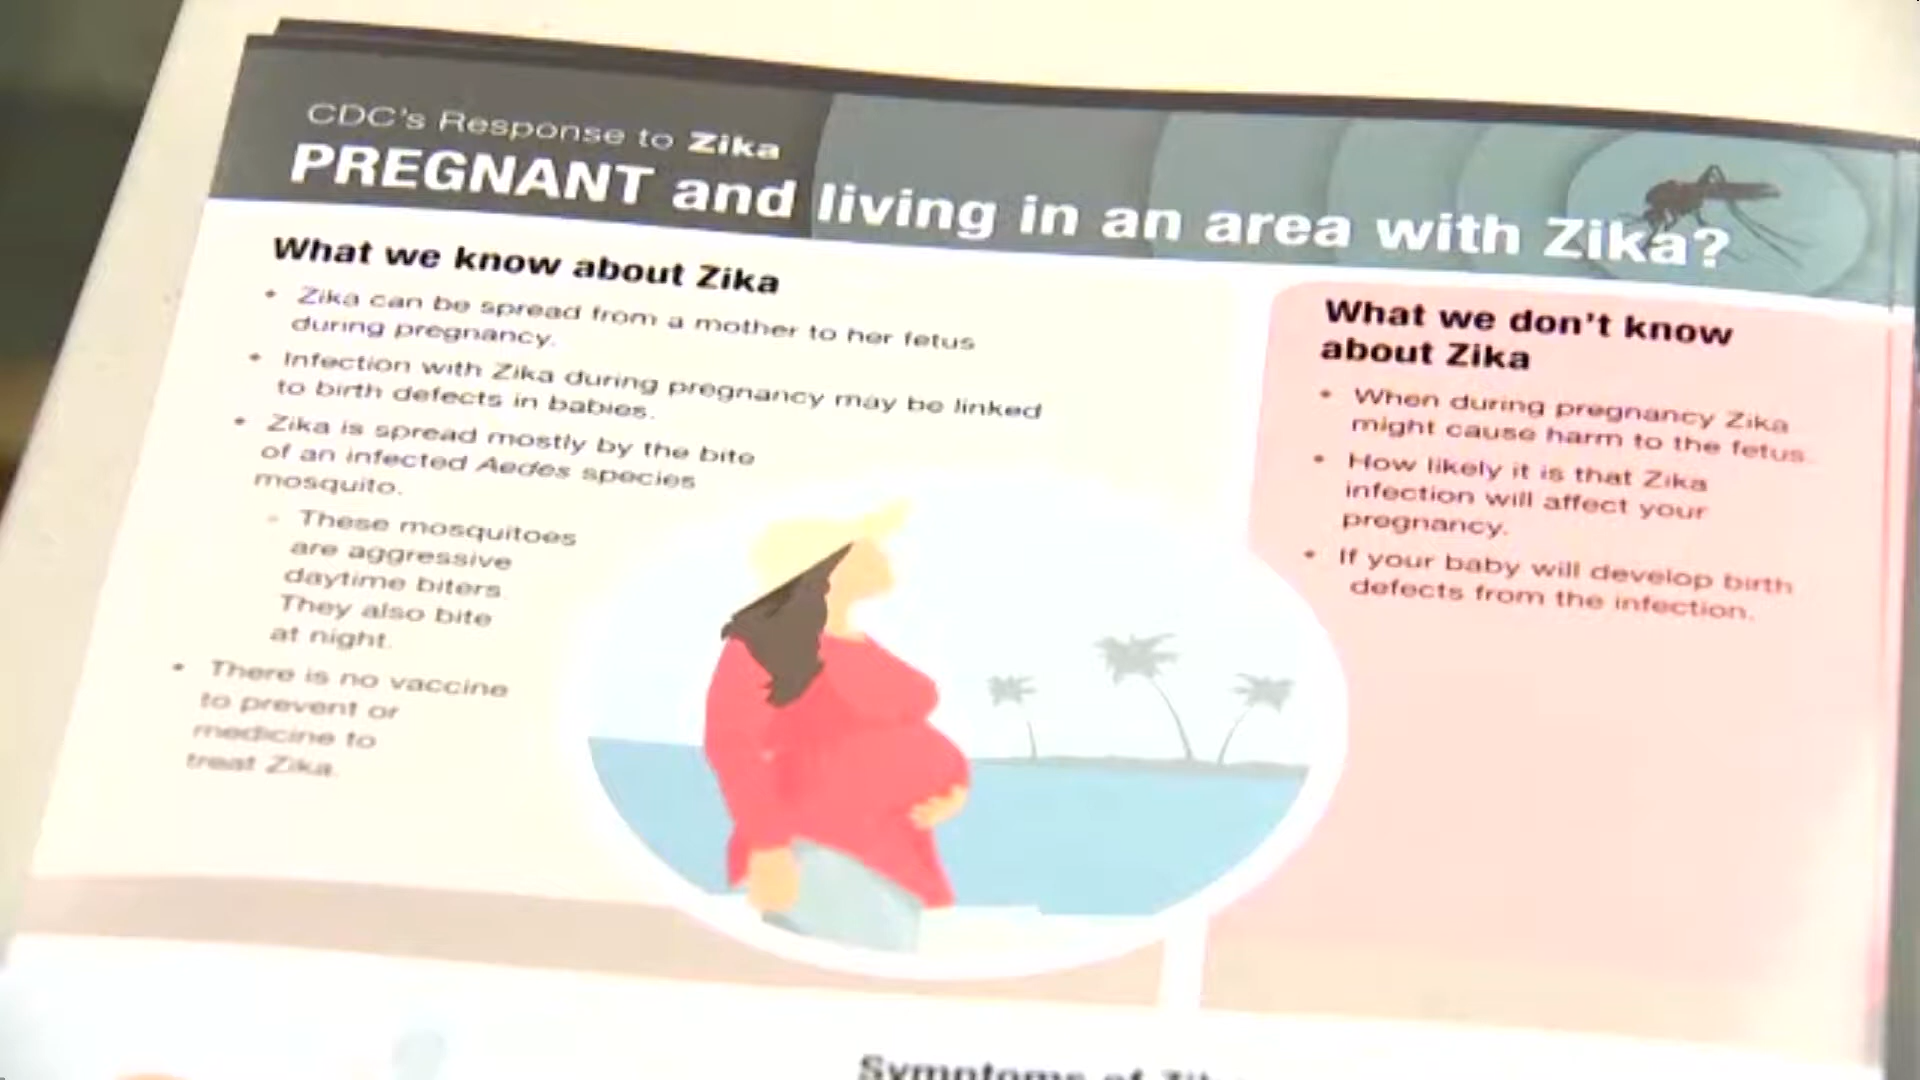 CDC's Response to Zika
PREGNANT and living in an area with Zika?
What we know about Zika
• Zika can be spread from a mother to her fetus
during pregnancy.
• Infection with Zika during pregnancy may be linked
to birth defects in babies.
• Zika is spread mostly by the bite
of an infected Aedes species
mosquito.
- These mosquitoes
are aggressive
daytime biters.
They also bite
at night.
• There is no vaccine
to prevent or
medicine to
treat Zika.
What we don't know
about Zika
• When during pregnancy Zika
might cause harm to the fetus.
• How likely it is that Zika
infection will affect your
pregnancy.
• If your baby will develop birth
defects from the infection.
Symptoms of